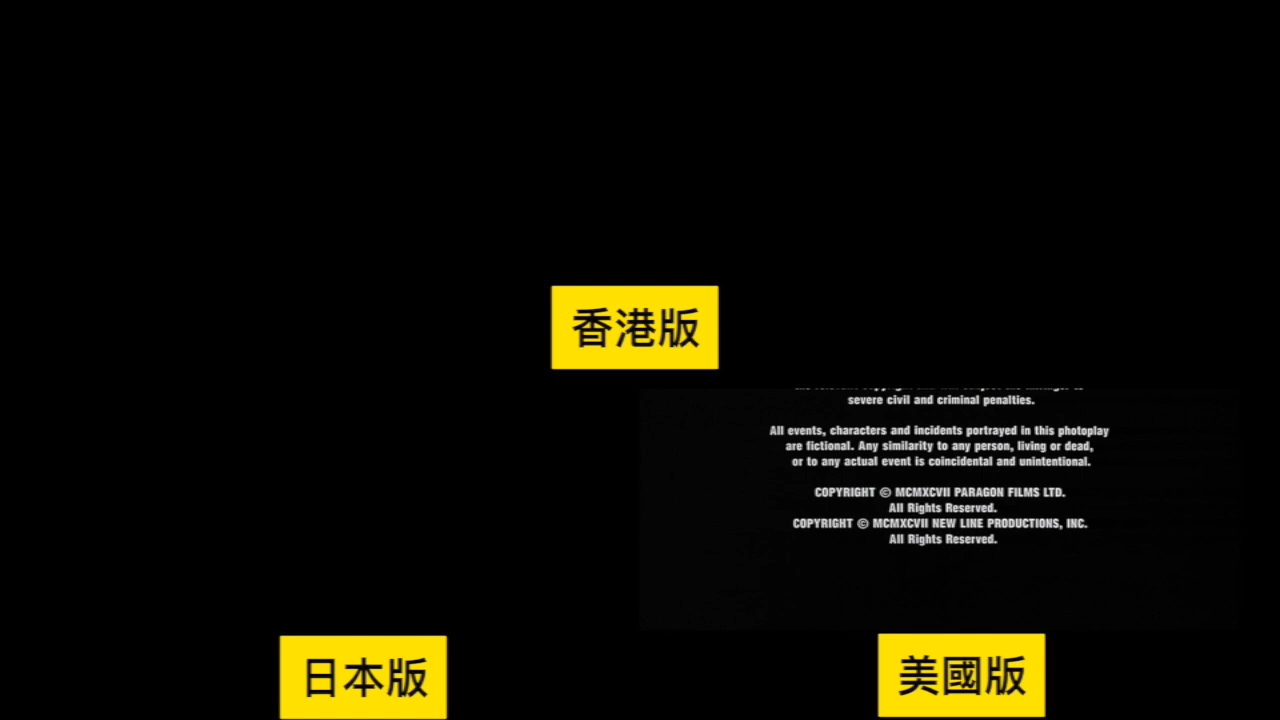 香港版
severe civil and criminal penalties.
All events, characters and incidents portrayed in this photoplay
are fictional. Any similarity to any person, living or dead,
or to any actual event is coincidental and unintentional.
COPYRIGHT © MCMXCVII PARAGON FILMS LTD.
All Rights Reserved.
COPYRIGHT © MCMXCVII NEW LINE PRODUCTIONS, INC.
All Rights Reserved.
日本版
美國版